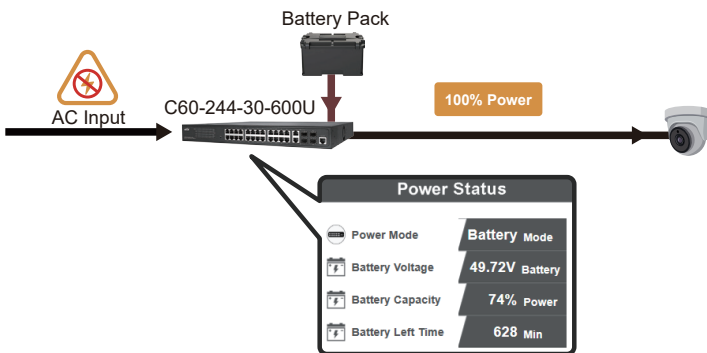 Battery Pack
AC Input
C60-244-30-600U
100% Power
Power Status
Power Mode
Battery Mode
Battery Voltage
49.72V Battery
Battery Capacity
74% Power
Battery Left Time
628 Min